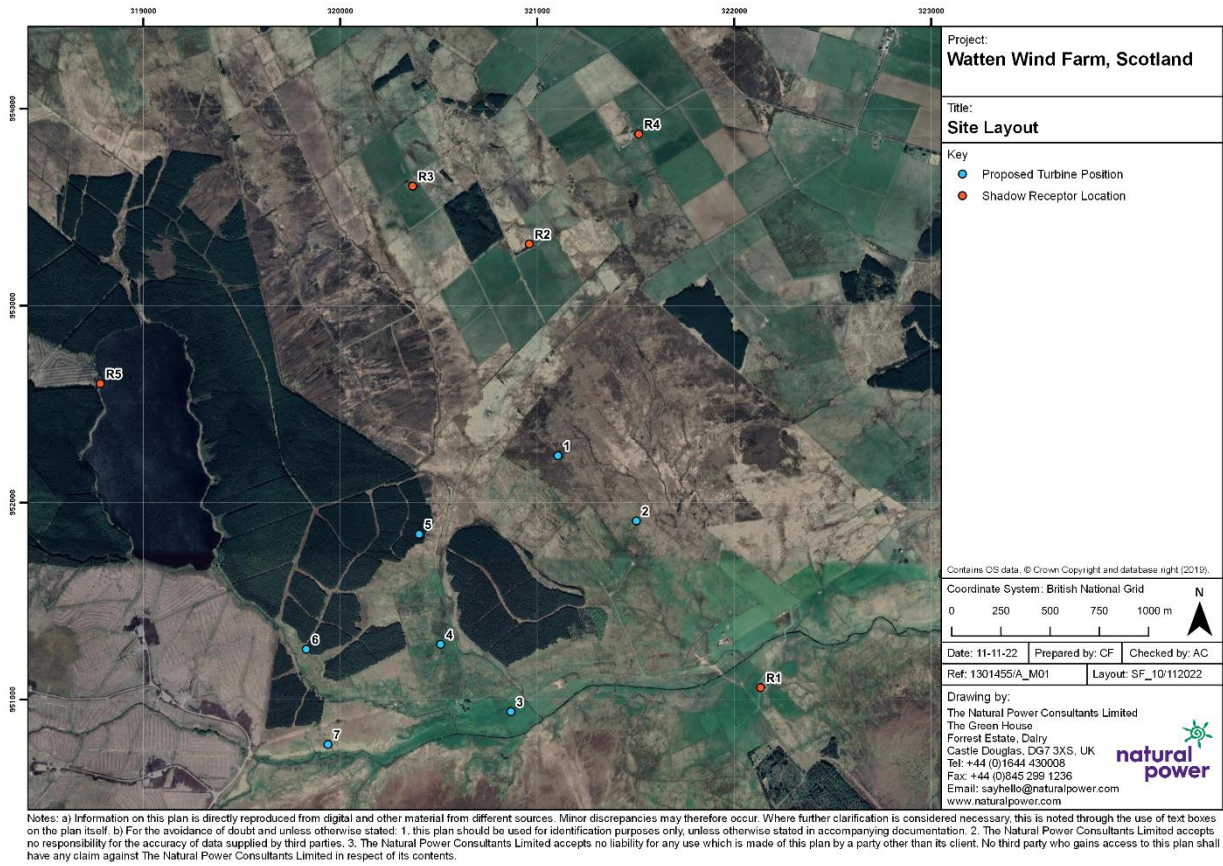 319000
320000
321000
322000
323000
954000
953000
952000
951000
R4
R3
R2
R5
1
2
5
4
6
R1
3
7
Project:
Watten Wind Farm, Scotland
Title:
Site Layout
Key
Proposed Turbine Position
Shadow Receptor Location
Contains OS data. © Crown Copyright and database right (2019).
Coordinate System: British National Grid
N
0 250 500 750 1000 m
Date: 11-11-22 Prepared by: CF Checked by: AC
Ref: 1301455/A_M01 Layout: SF_10/112022
Drawing by:
The Natural Power Consultants Limited
The Green House
Forrest Estate, Dalry
Castle Douglas, DG7 3XS, UK
Tel: +44 (0)1644 430008
Fax: +44 (0)845 299 1236
Email: sayhello@naturalpower.com
www.naturalpower.com
natural
power
Notes: a) Information on this plan is directly reproduced from digital and other material from different sources. Minor discrepancies may therefore occur. Where further clarification is considered necessary, this is noted through the use of text boxes
on the plan itself. b) For the avoidance of doubt and unless otherwise stated: 1. this plan should be used for identification purposes only, unless otherwise stated in accompanying documentation. 2. The Natural Power Consultants Limited accepts
no responsibility for the accuracy of data supplied by third parties. 3. The Natural Power Consultants Limited accepts no liability for any use which is made of this plan by a party other than its client. No third party who gains access to this plan shall
have any claim against The Natural Power Consultants Limited in respect of its contents.